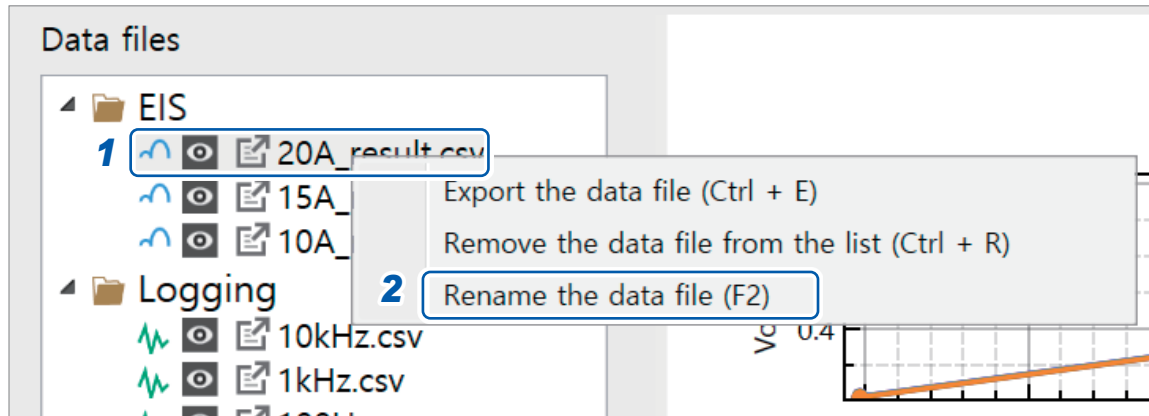 Data files
EIS
1
20A_result.csv
15A_
10A_
Export the data file (Ctrl + E)
Remove the data file from the list (Ctrl + R)
2
Rename the data file (F2)
Logging
10kHz.csv
1kHz.csv
Vo
0.4